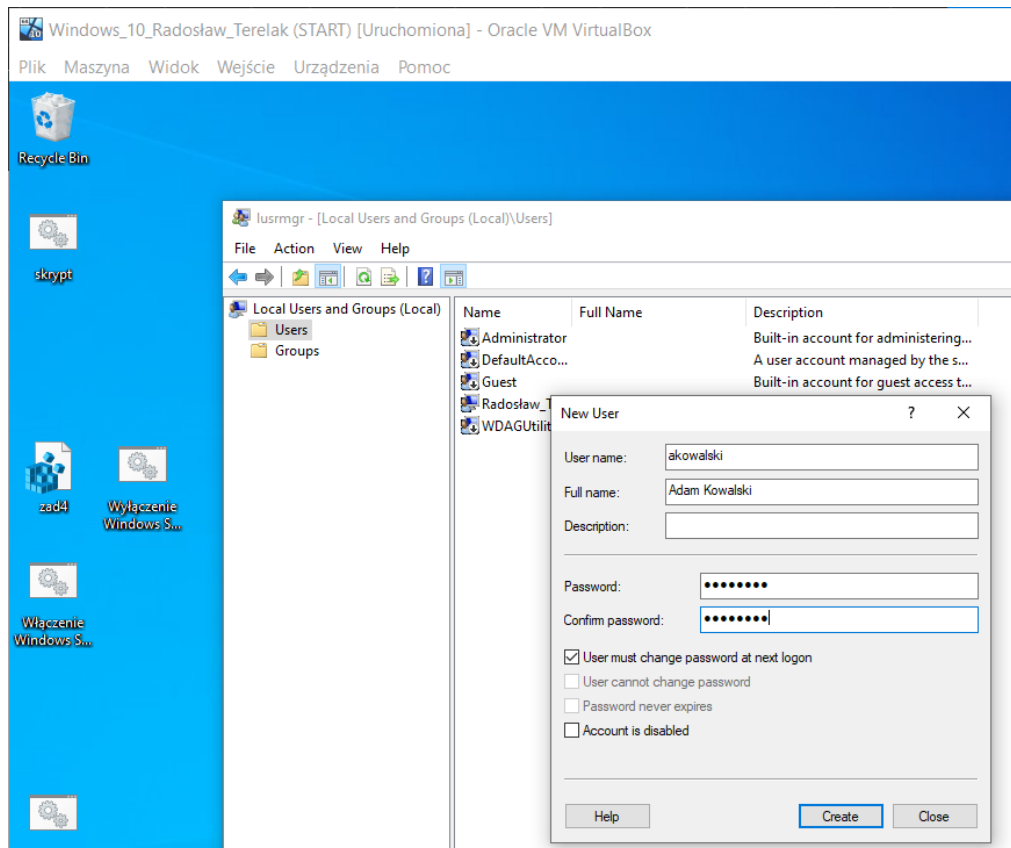 Windows_10_Radosław_Terelak (START) [Uruchomiona] - Oracle VM VirtualBox
Plik Maszyna Widok Wejście Urządzenia Pomoc
Recycle Bin
skrypt
zad4
Wyłączenie
Windows S...
Włączenie
Windows S...
lusrmgr - [Local Users and Groups (Local)\Users]
File Action View Help
Local Users and Groups (Local)
Users
Groups
Name Full Name Description
Administrator Built-in account for administering...
DefaultAcco... A user account managed by the s...
Guest Built-in account for guest access t...
Radosław_T
WDAGUtilit
New User
User name: akowalski
Full name: Adam Kowalski
Description:
Password:
Confirm password:
User must change password at next logon
User cannot change password
Password never expires
Account is disabled
Help Create Close